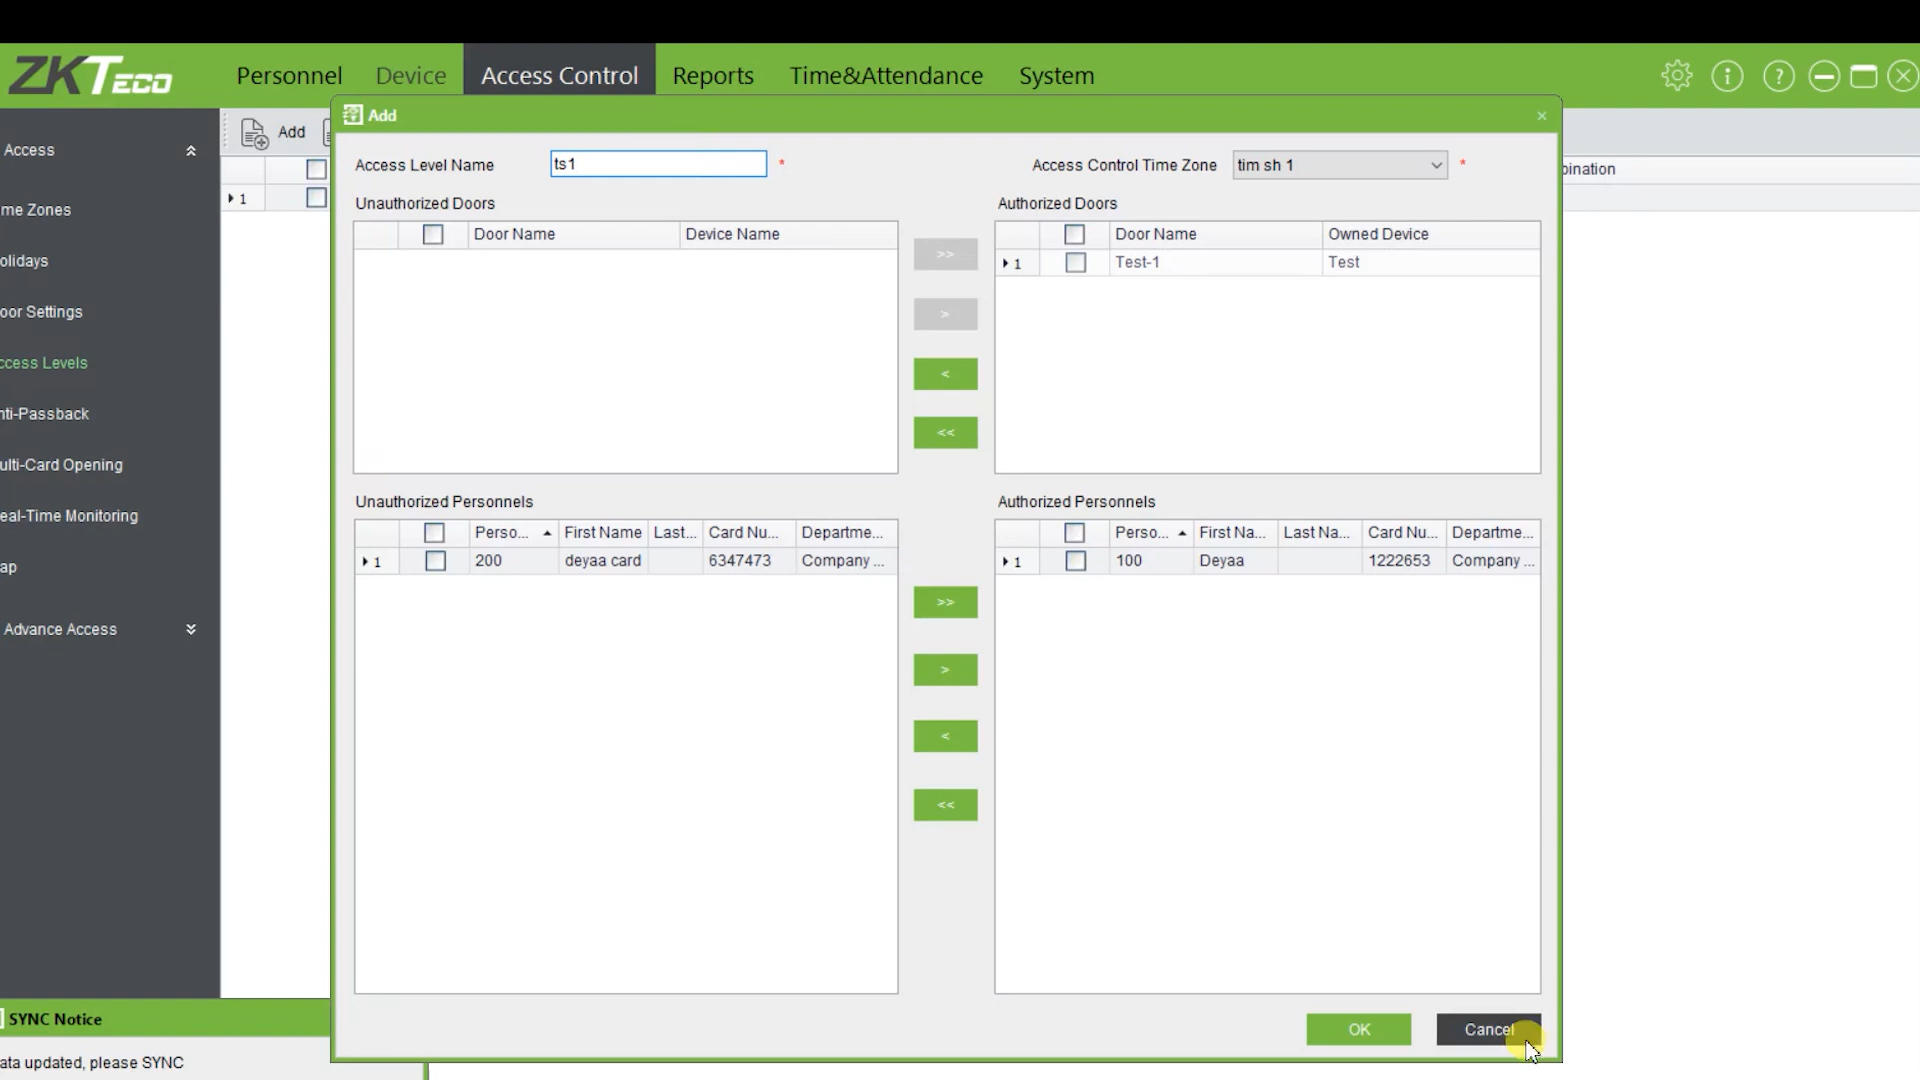 ZKTeco
Personnel Device Access Control Reports Time&Attendance System
Add ×
Access Level Name ts1 * Access Control Time Zone tim sh 1 *
Unauthorized Doors Authorized Doors
Door Name Device Name
Door Name Owned Device
1 Test-1 Test
>>
>
<
<<
Unauthorized Personnels Authorized Personnels
Perso... First Name Last... Card Nu... Departme...
1 200 deyaa card 6347473 Company ...
Perso... First Na... Last Na... Card Nu... Departme...
1 100 Deyaa 1222653 Company ...
>>
>
<
<<
OK Cancel
Add
1
bination
Access
me Zones
olidays
oor Settings
ccess Levels
nti-Passback
ulti-Card Opening
eal-Time Monitoring
ap
Advance Access
SYNC Notice
ata updated, please SYNC